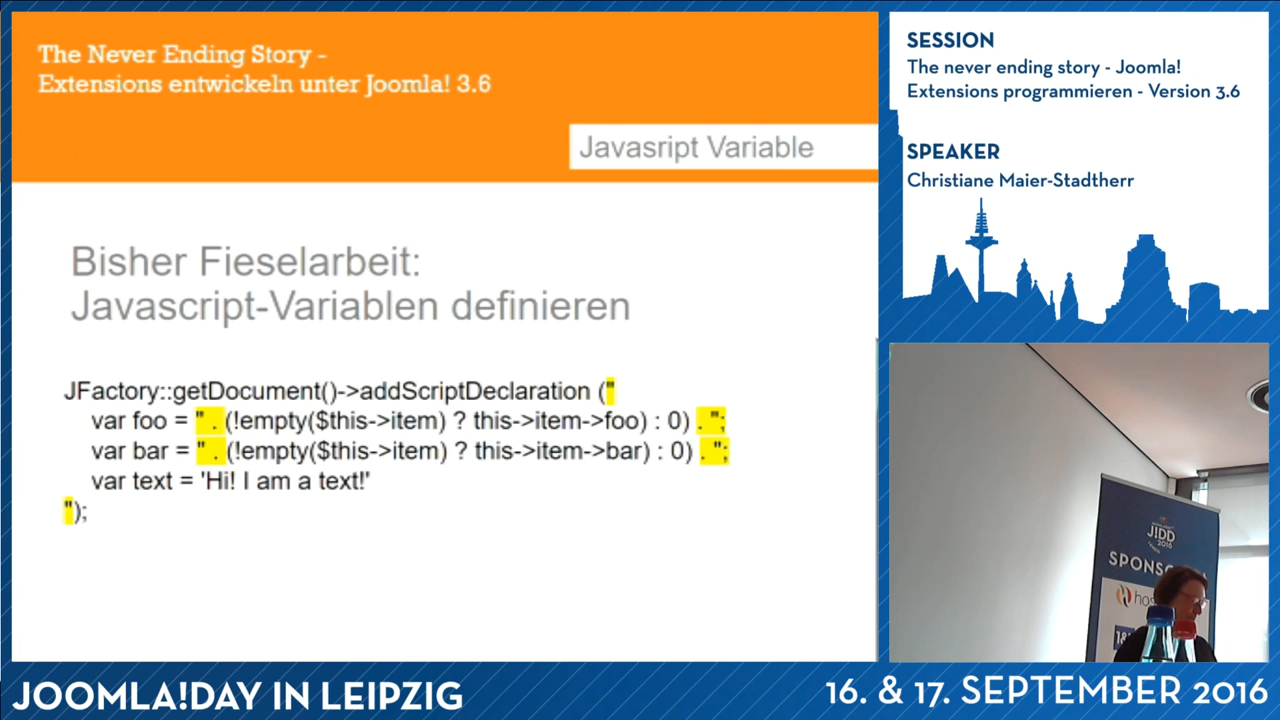 The Never Ending Story -
Extensions entwickeln unter Joomla! 3.6
Javasript Variable
Bisher Fieselarbeit:
Javascript-Variablen definieren
JFactory::getDocument()->addScriptDeclaration ("
var foo = " . (!empty($this->item) ? this->item->foo) : 0) . ";
var bar = " . (!empty($this->item) ? this->item->bar) : 0) . ";
var text = 'Hi! I am a text!'
");
SESSION
The never ending story - Joomla!
Extensions programmieren - Version 3.6
SPEAKER
Christiane Maier-Stadtherr
J!DD
2016
JOOMLA!DAY IN LEIPZIG
16. & 17. SEPTEMBER 2016